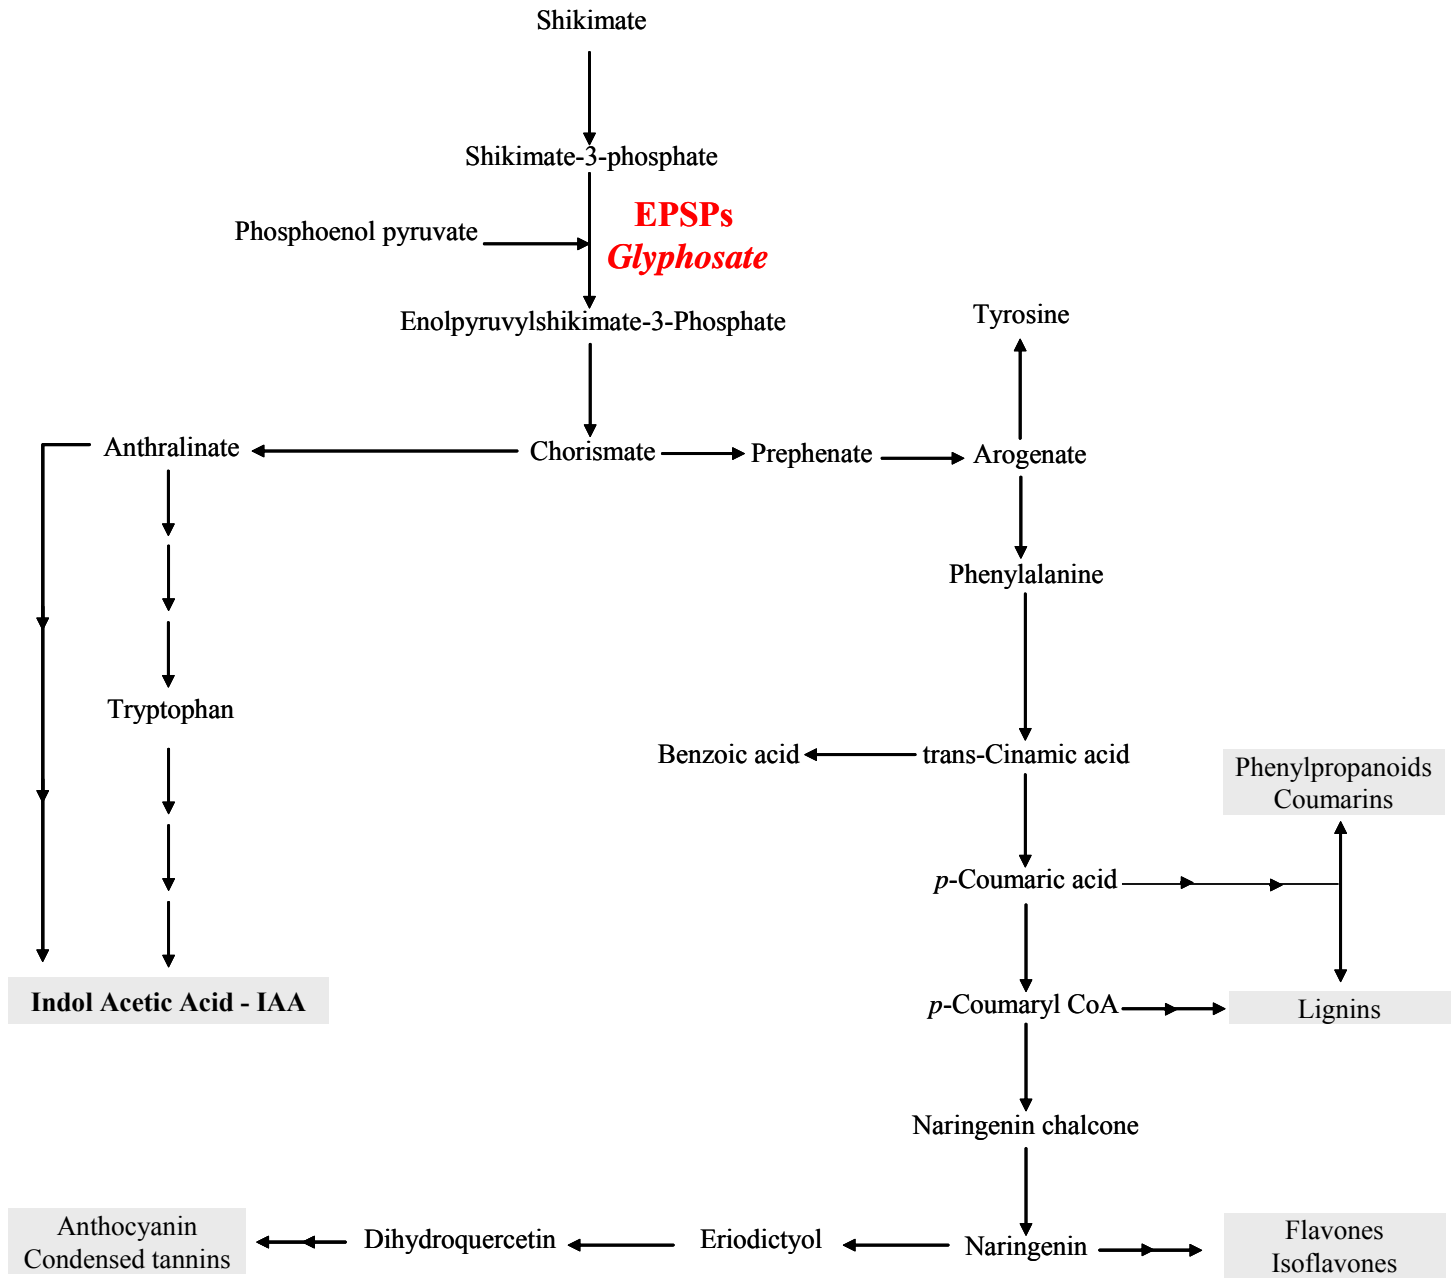 Shikimate
Shikimate-3-phosphate
EPSPs
Phosphoenol pyruvate
Glyphosate
Enolpyruvylshikimate-3-Phosphate
Tyrosine
Anthralinate
Chorismate
Prephenate
Arogenate
Phenylalanine
Tryptophan
Benzoic acid
trans-Cinamic acid
Phenylpropanoids
Coumarins
p-Coumaric acid
Indol Acetic Acid - IAA
p-Coumaryl CoA
Lignins
Naringenin chalcone
Anthocyanin
Condensed tannins
Dihydroquercetin
Eriodictyol
Naringenin
Flavones
Isoflavones